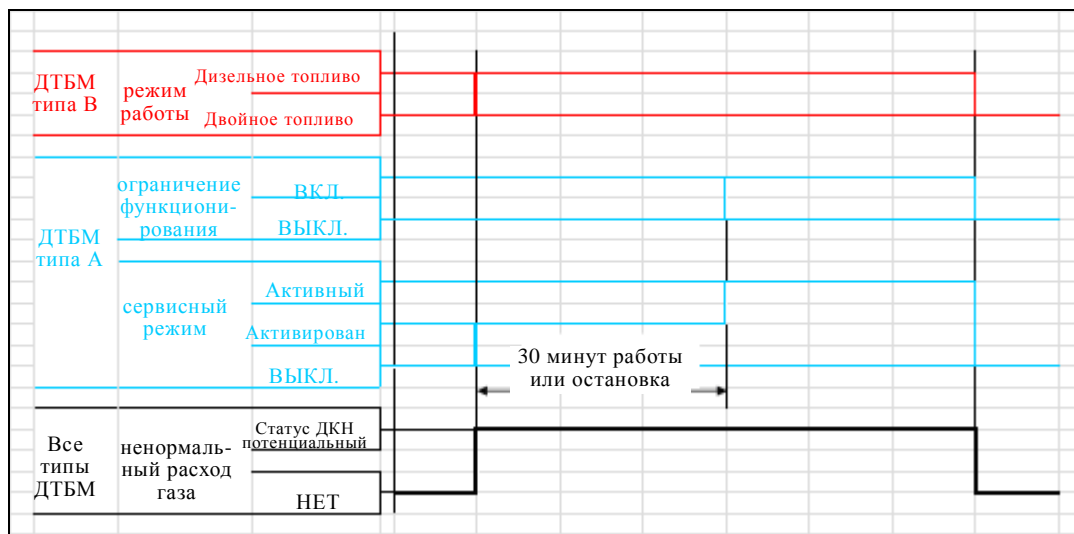 ДТБМ
типа В
режим
работы
Дизельное топливо
Двойное топливо
ДТБМ
типа А
ограничение
функциони-
рования
ВКЛ.
ВЫКЛ.
сервисный
режим
Активный
Активирован
ВЫКЛ.
30 минут работы
или остановка
Все
типы
ДТБМ
ненормаль-
ный расход
газа
Статус ДКН
потенциальный
НЕТ